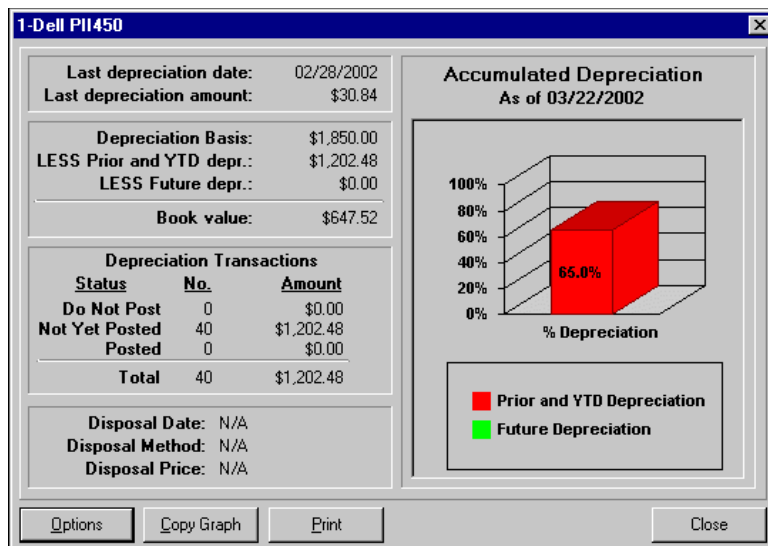 1-Dell PII450
Last depreciation date: 02/28/2002
Last depreciation amount: $30.84
Depreciation Basis: $1,850.00
LESS Prior and YTD depr.: $1,202.48
LESS Future depr.: $0.00
Book value: $647.52
Depreciation Transactions
Status No. Amount
Do Not Post 0 $0.00
Not Yet Posted 40 $1,202.48
Posted 0 $0.00
Total 40 $1,202.48
Disposal Date: N/A
Disposal Method: N/A
Disposal Price: N/A
Accumulated Depreciation
As of 03/22/2002
100%
80%
60%
40%
20%
0%
65.0%
% Depreciation
Prior and YTD Depreciation
Future Depreciation
Options Copy Graph Print Close